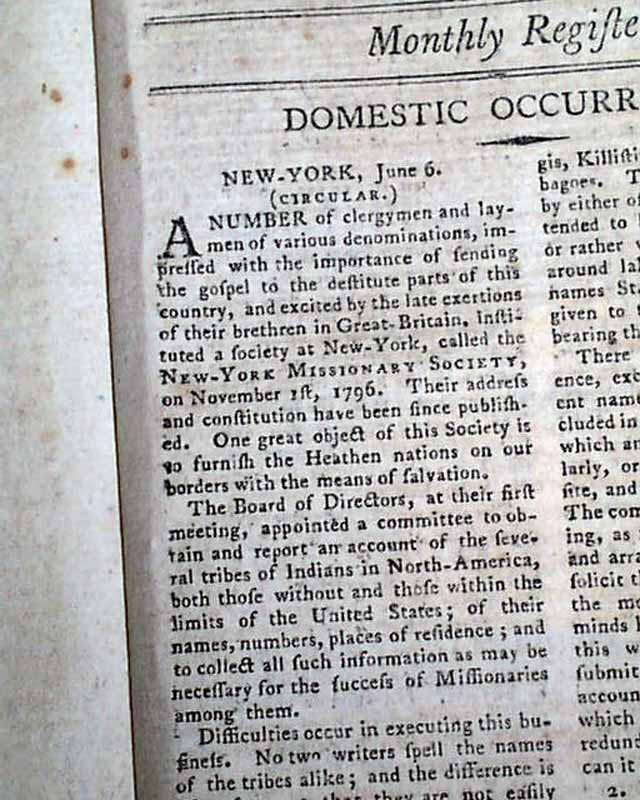 Monthly Regiſte
DOMESTIC OCCURR
NEW-YORK, June 6.
(CIRCULAR.)
A NUMBER of clergymen and lay-
men of various denominations, im-
preſſed with the importance of ſending
the goſpel to the deſtitute parts of this
country, and excited by the late exertions
of their brethren in Great-Britain, inſti-
tuted a ſociety at New-York, called the
NEW-YORK MISSIONARY SOCIETY,
on November 1ſt, 1796. Their addreſs
and conſtitution have been ſince publiſh-
ed. One great object of this Society is
to furniſh the Heathen nations on our
borders with the means of ſalvation.
The Board of Directors, at their firſt
meeting, appointed a committee to ob-
tain and report an account of the ſeve-
ral tribes of Indians in North-America,
both thoſe without and thoſe within the
limits of the United States; of their
names, numbers, places of reſidence; and
to collect all ſuch information as may be
neceſſary for the ſucceſs of Miſſionaries
among them.
Difficulties occur in executing this bu-
ſineſs. No two writers ſpell the names
of the tribes alike; and the difference is
that they are not eaſily
gis, Killiſti
bagoes. T
by either of
tended to
or rather
around la
names St.
given to
bearing th
There
ence, exc
ent name
cluded in
which an
larly, or
ſite, and
The com
ing, as
and arra
ſolicit t
the mo
minds
this w
ſubmit
accoun
which
redund
can it
2.